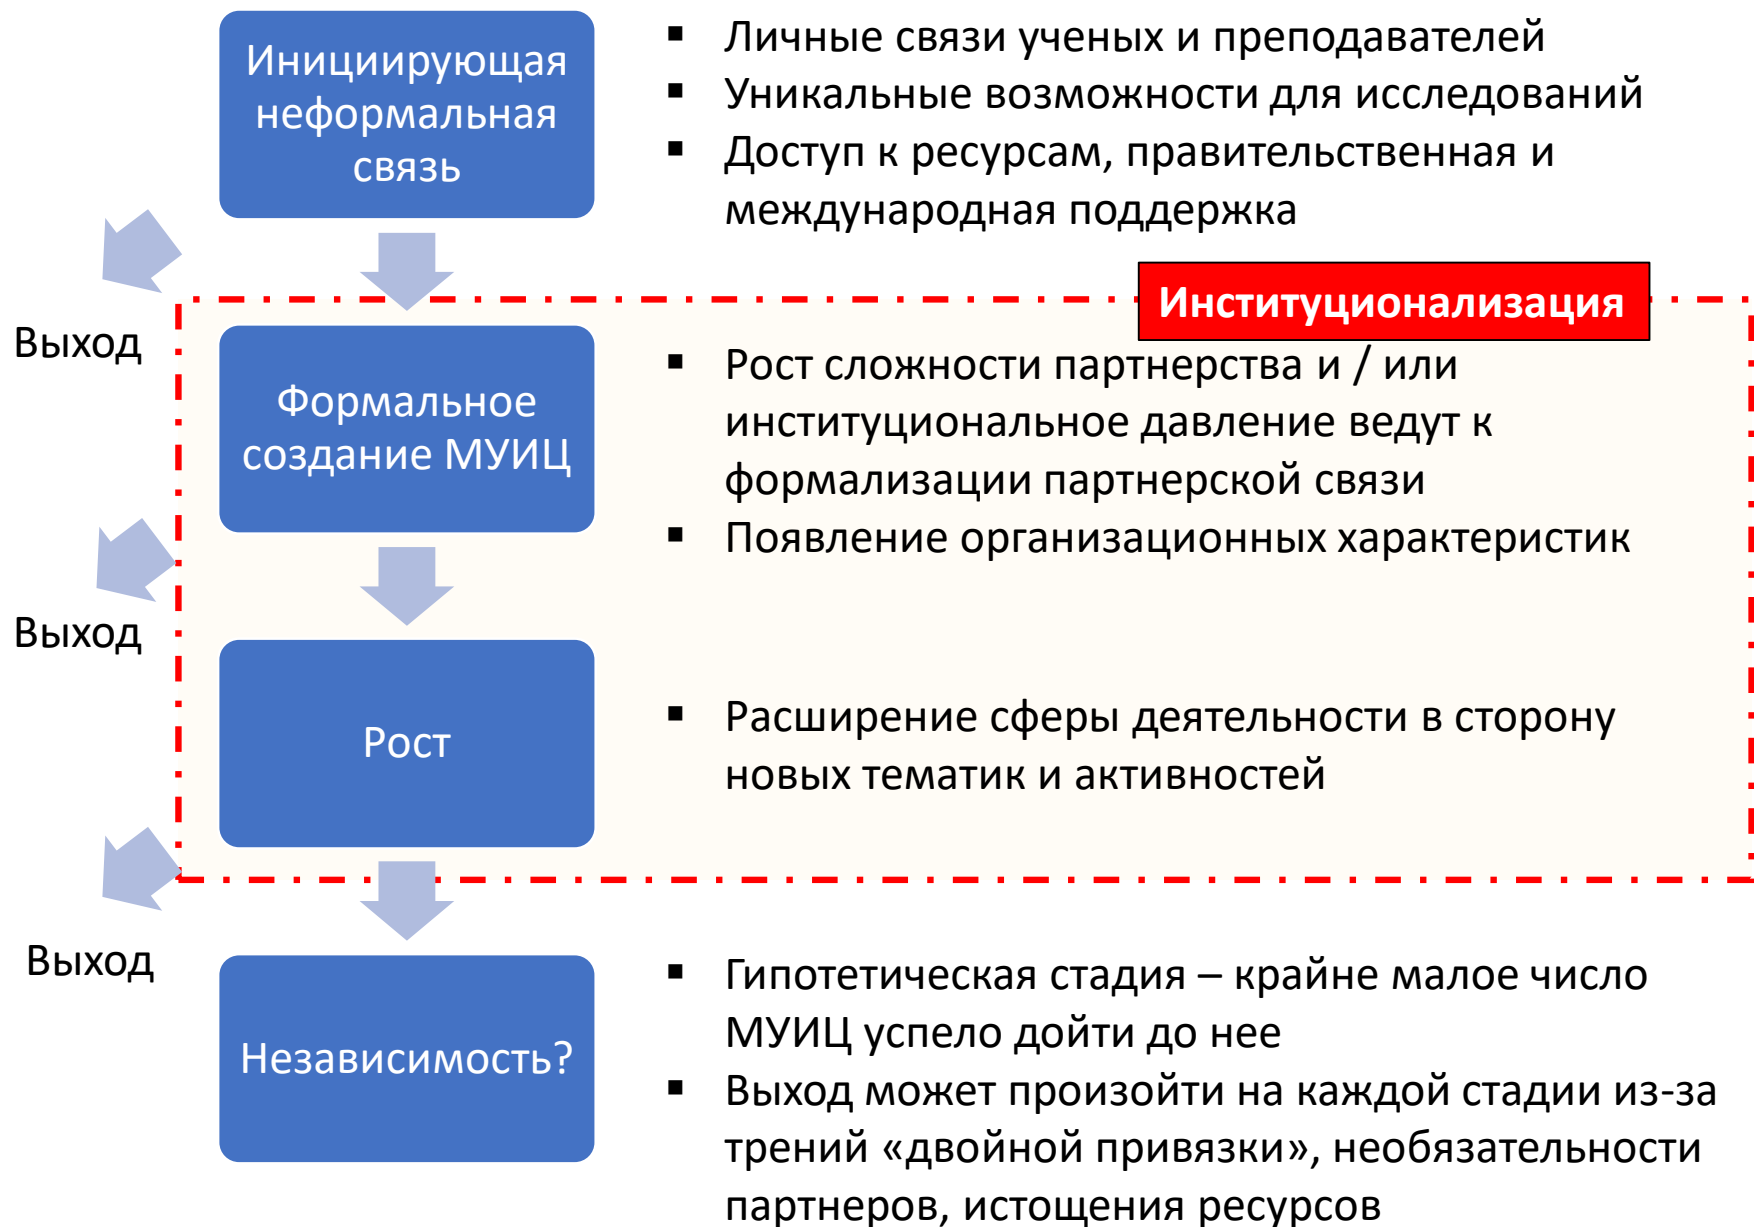 Инициирующая
неформальная
связь
▪ Личные связи ученых и преподавателей
▪ Уникальные возможности для исследований
▪ Доступ к ресурсам, правительственная и
международная поддержка
Выход
Институционализация
Формальное
создание МУИЦ
▪ Рост сложности партнерства и / или
институциональное давление ведут к
формализации партнерской связи
▪ Появление организационных характеристик
Выход
Рост
▪ Расширение сферы деятельности в сторону
новых тематик и активностей
Выход
Независимость?
▪ Гипотетическая стадия – крайне малое число
МУИЦ успело дойти до нее
▪ Выход может произойти на каждой стадии из-за
трений «двойной привязки», необязательности
партнеров, истощения ресурсов